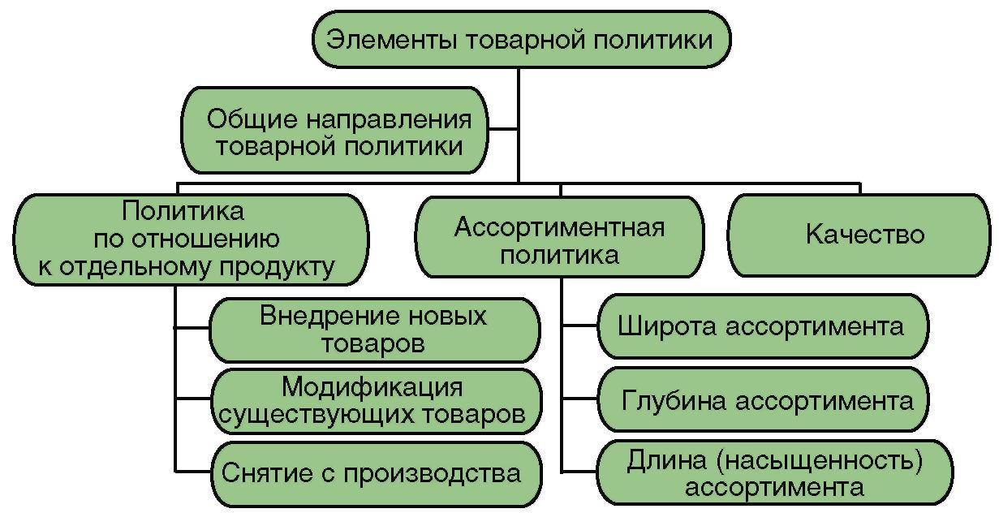 Элементы товарной политики
Общие направления
товарной политики
Политика
по отношению
к отдельному продукту
Ассортиментная
политика
Качество
Внедрение новых
товаров
Модификация
существующих товаров
Снятие с производства
Широта ассортимента
Глубина ассортимента
Длина (насыщенность)
ассортимента